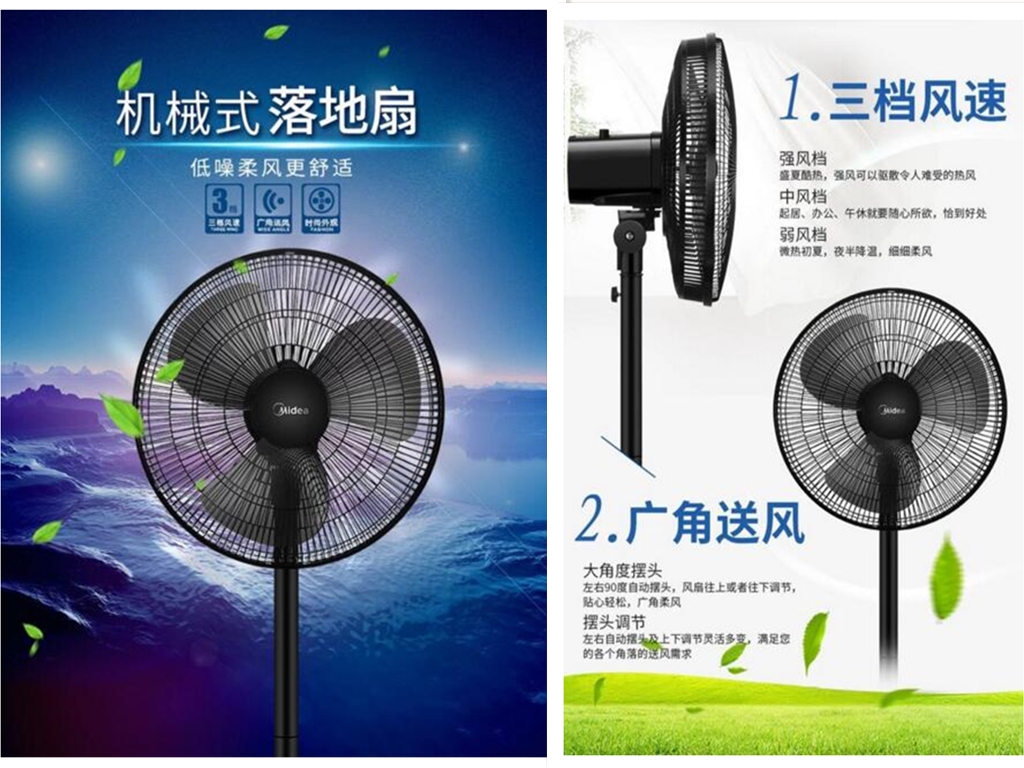 机械式落地扇
低噪柔风更舒适
3档
三档风速
THREE WIND
广角送风
WIDE ANGLE
时尚外观
FASHION
Midea
1.三档风速
强风档
盛夏酷热，强风可以驱散令人难受的热风
中风档
起居、办公、午休就要随心所欲，恰到好处
弱风档
微热初夏，夜半降温，细细柔风
Midea
2.广角送风
大角度摆头
左右90度自动摆头，风扇往上或者往下调节，
贴心轻松，广角柔风
摆头调节
左右自动摆头及上下调节灵活多变，满足您
的各个角落的送风需求